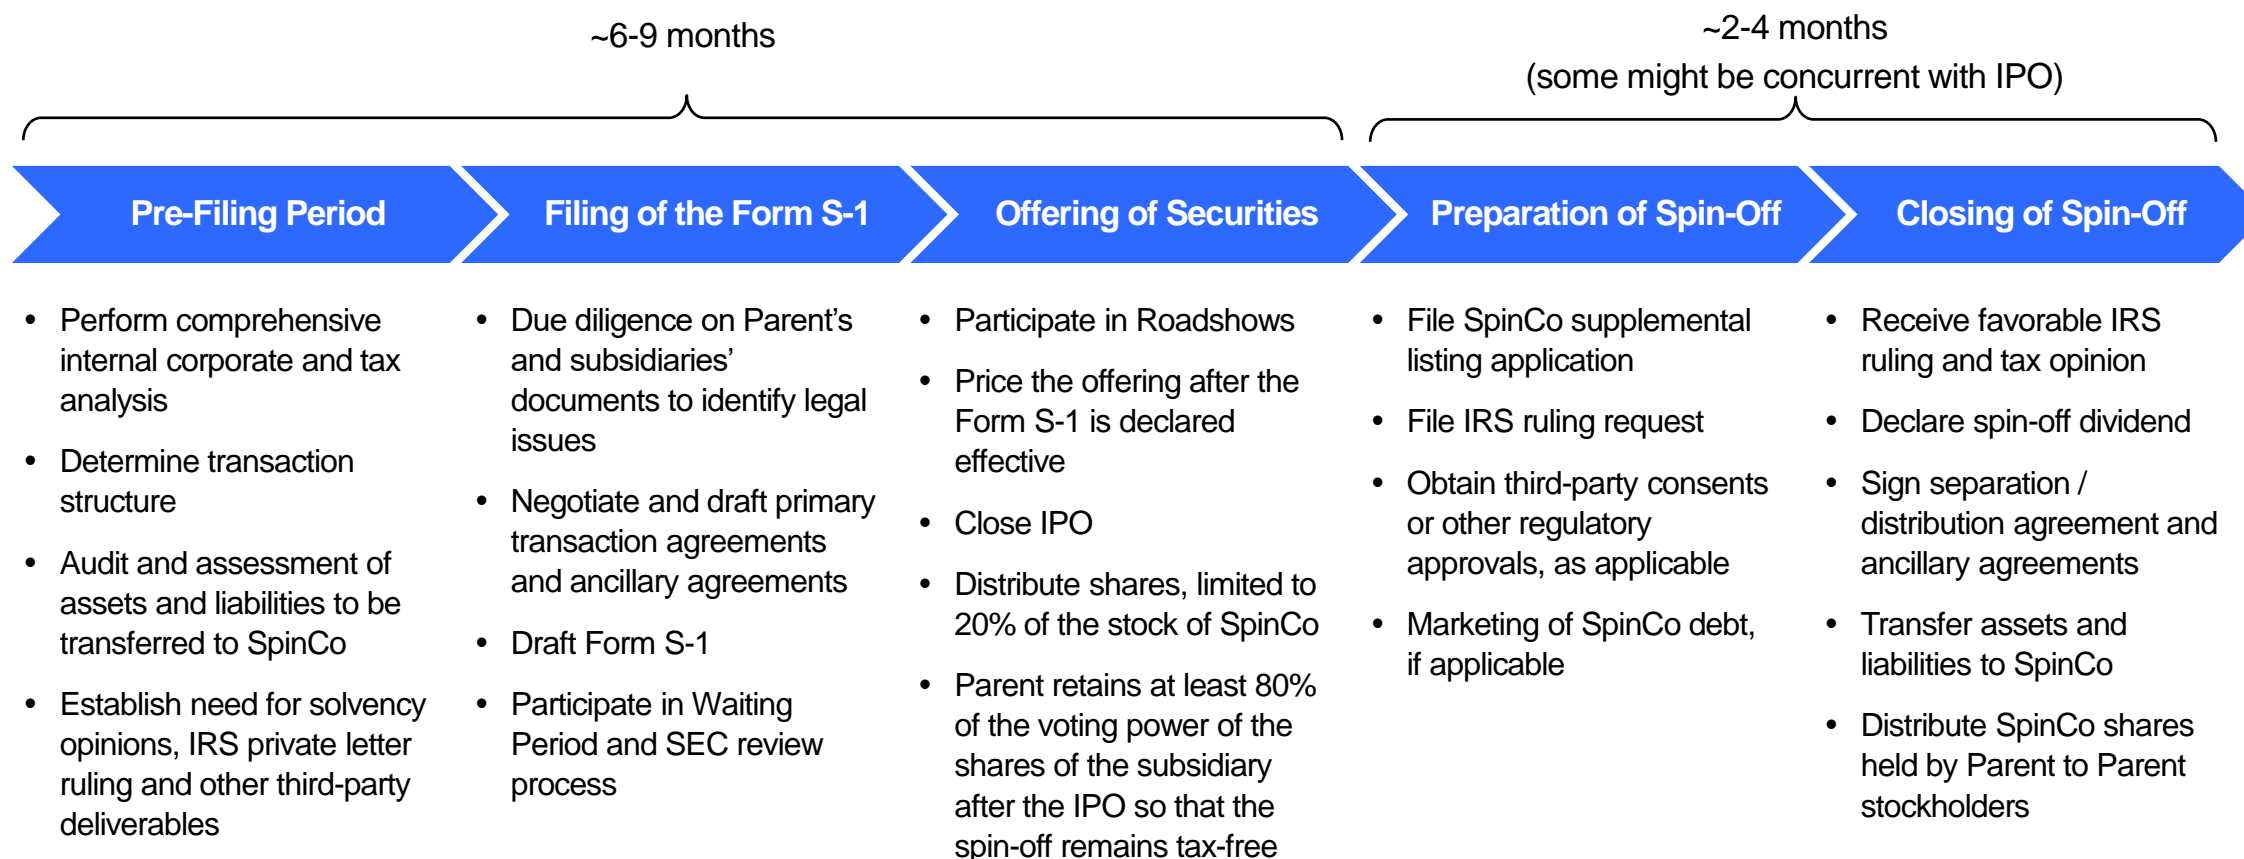 ~6-9 months
~2-4 months
(some might be concurrent with IPO)
Pre-Filing Period
Filing of the Form S-1
Offering of Securities
Preparation of Spin-Off
Closing of Spin-Off
• Perform comprehensive
internal corporate and tax
analysis
• Determine transaction
structure
• Audit and assessment of
assets and liabilities to be
transferred to SpinCo
• Establish need for solvency
opinions, IRS private letter
ruling and other third-party
deliverables
• Due diligence on Parent’s
and subsidiaries’
documents to identify legal
issues
• Negotiate and draft primary
transaction agreements
and ancillary agreements
• Draft Form S-1
• Participate in Waiting
Period and SEC review
process
• Participate in Roadshows
• Price the offering after the
Form S-1 is declared
effective
• Close IPO
• Distribute shares, limited to
20% of the stock of SpinCo
• Parent retains at least 80%
of the voting power of the
shares of the subsidiary
after the IPO so that the
spin-off remains tax-free
• File SpinCo supplemental
listing application
• File IRS ruling request
• Obtain third-party consents
or other regulatory
approvals, as applicable
• Marketing of SpinCo debt,
if applicable
• Receive favorable IRS
ruling and tax opinion
• Declare spin-off dividend
• Sign separation /
distribution agreement and
ancillary agreements
• Transfer assets and
liabilities to SpinCo
• Distribute SpinCo shares
held by Parent to Parent
stockholders